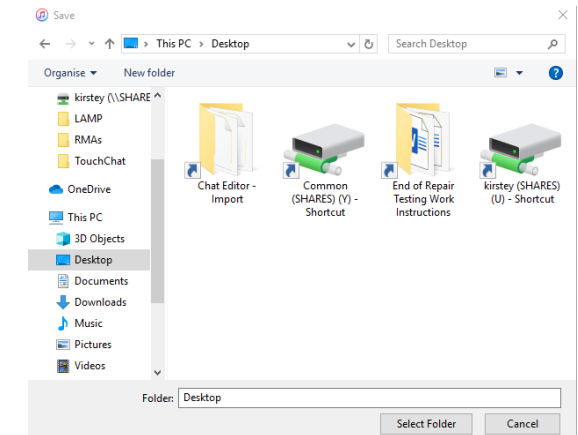 Save
This PC > Desktop
Search Desktop
Organise
New folder
kirstey (\\SHARE
LAMP
RMAs
TouchChat
OneDrive
This PC
3D Objects
Desktop
Documents
Downloads
Music
Pictures
Videos
Chat Editor -
Import
Common
(SHARES) (Y) -
Shortcut
End of Repair
Testing Work
Instructions
kirstey (SHARES)
(U) - Shortcut
Folder: Desktop
Select Folder
Cancel